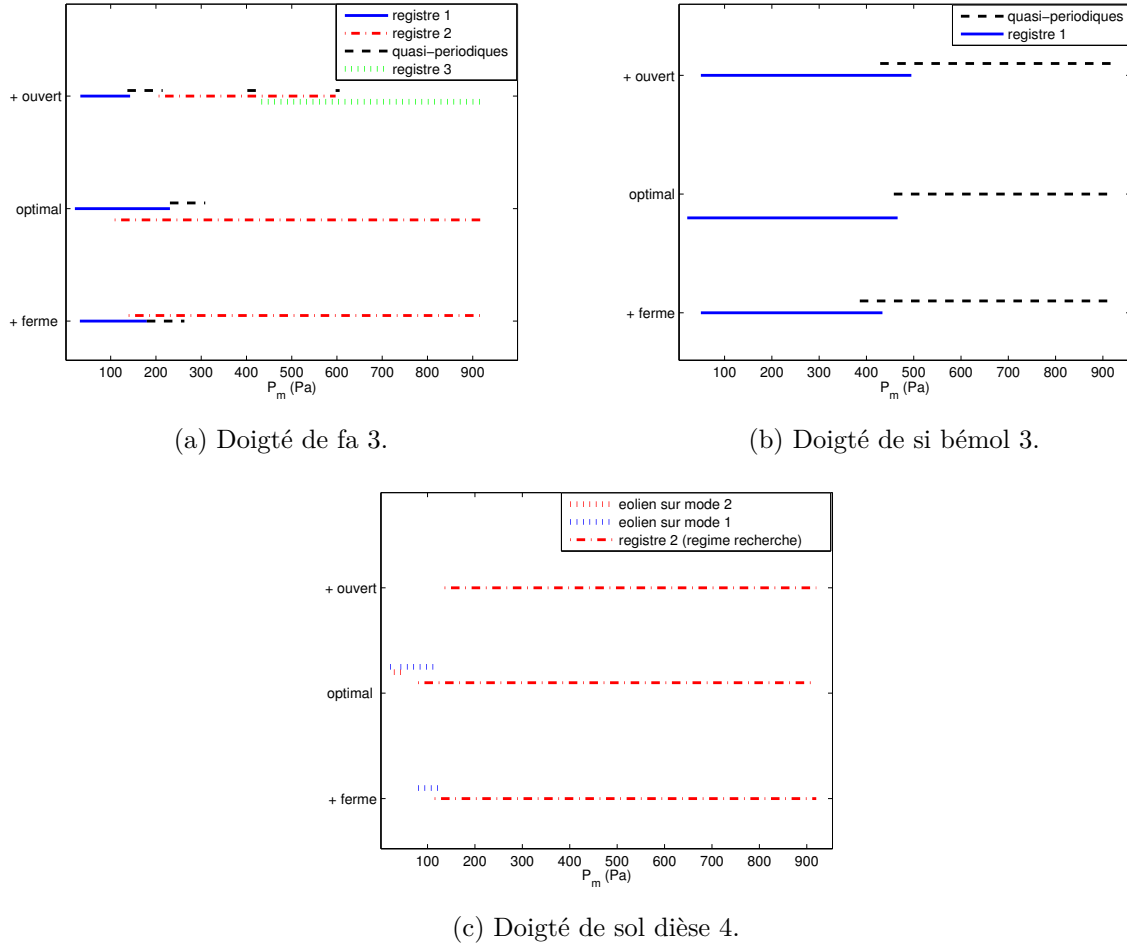 registre 1
registre 2
quasi-periodiques
registre 3
+ ouvert
optimal
+ ferme
100 200 300 400 500 600 700 800 900
P_m (Pa)
(a) Doigté de fa 3.
quasi-periodiques
registre 1
+ ouvert
optimal
+ ferme
100 200 300 400 500 600 700 800 900
P_m (Pa)
(b) Doigté de si bémol 3.
eolien sur mode 2
eolien sur mode 1
registre 2 (regime recherche)
+ ouvert
optimal
+ ferme
100 200 300 400 500 600 700 800 900
P_m (Pa)
(c) Doigté de sol dièse 4.